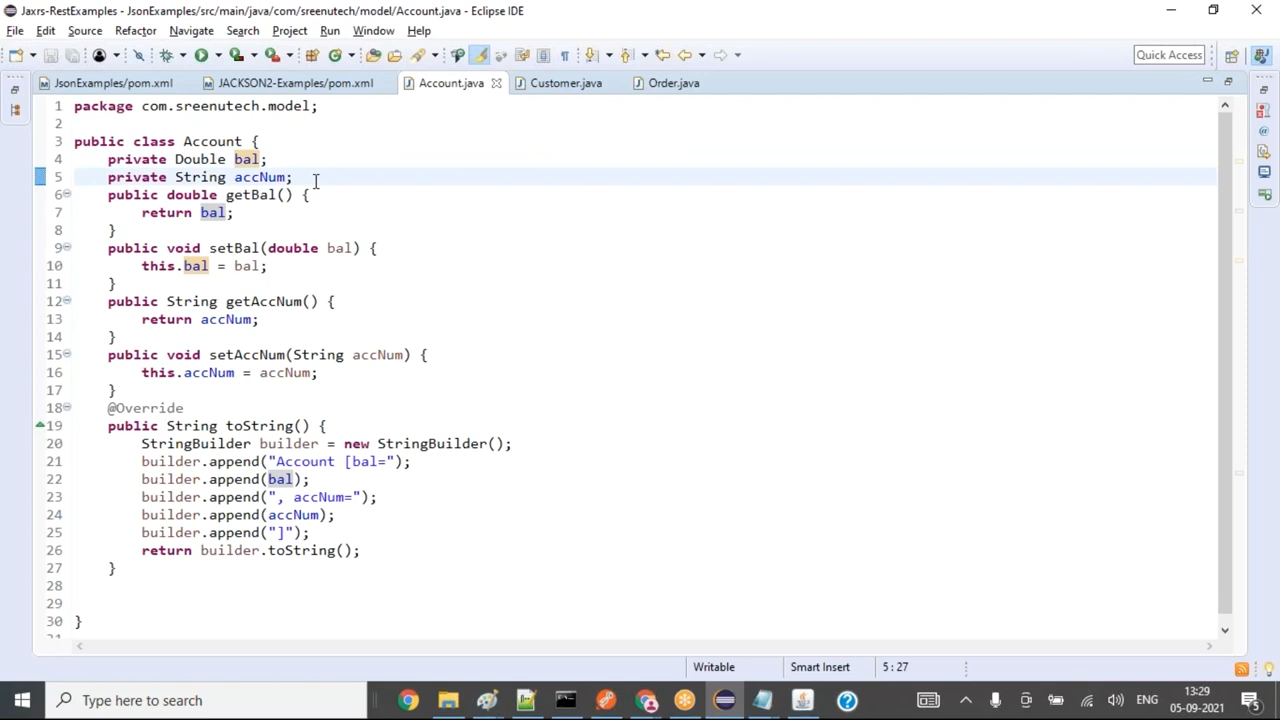 Jaxrs-RestExamples - JsonExamples/src/main/java/com/sreenutech/model/Account.java - Eclipse IDE
File Edit Source Refactor Navigate Search Project Run Window Help
Quick Access
JsonExamples/pom.xml JACKSON2-Examples/pom.xml Account.java Customer.java Order.java
1 package com.sreenutech.model;
2
3 public class Account {
4 private Double bal;
5 private String accNum;
6 public double getBal() {
7 return bal;
8 }
9 public void setBal(double bal) {
10 this.bal = bal;
11 }
12 public String getAccNum() {
13 return accNum;
14 }
15 public void setAccNum(String accNum) {
16 this.accNum = accNum;
17 }
18 @Override
19 public String toString() {
20 StringBuilder builder = new StringBuilder();
21 builder.append("Account [bal=");
22 builder.append(bal);
23 builder.append(", accNum=");
24 builder.append(accNum);
25 builder.append("]");
26 return builder.toString();
27 }
28
29
30 }
31
Writable Smart Insert 5 : 27
Type here to search
ENG
13:29
05-09-2021
5